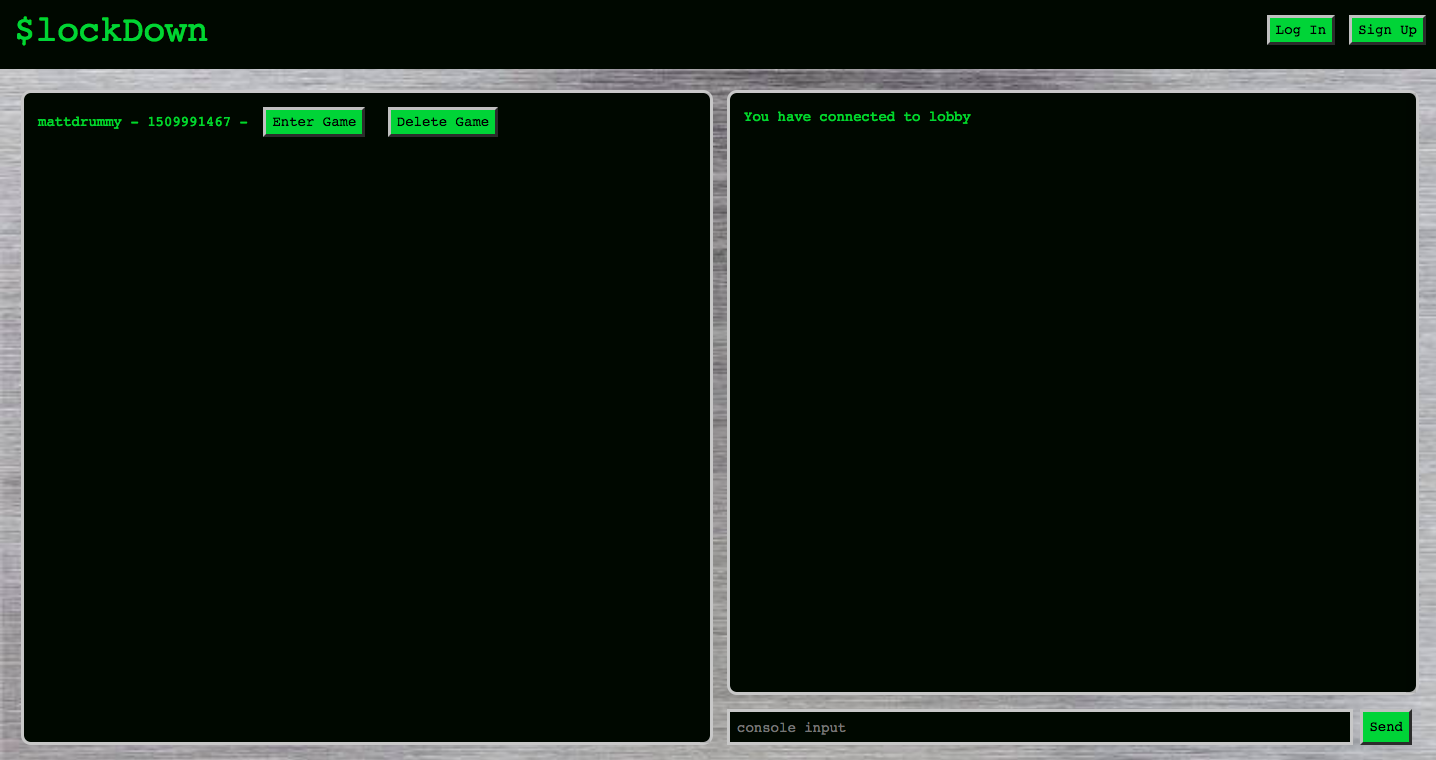 $lockDown
Log In
Sign Up
mattdrummy - 1509991467 - Enter Game Delete Game
You have connected to lobby
console input
Send